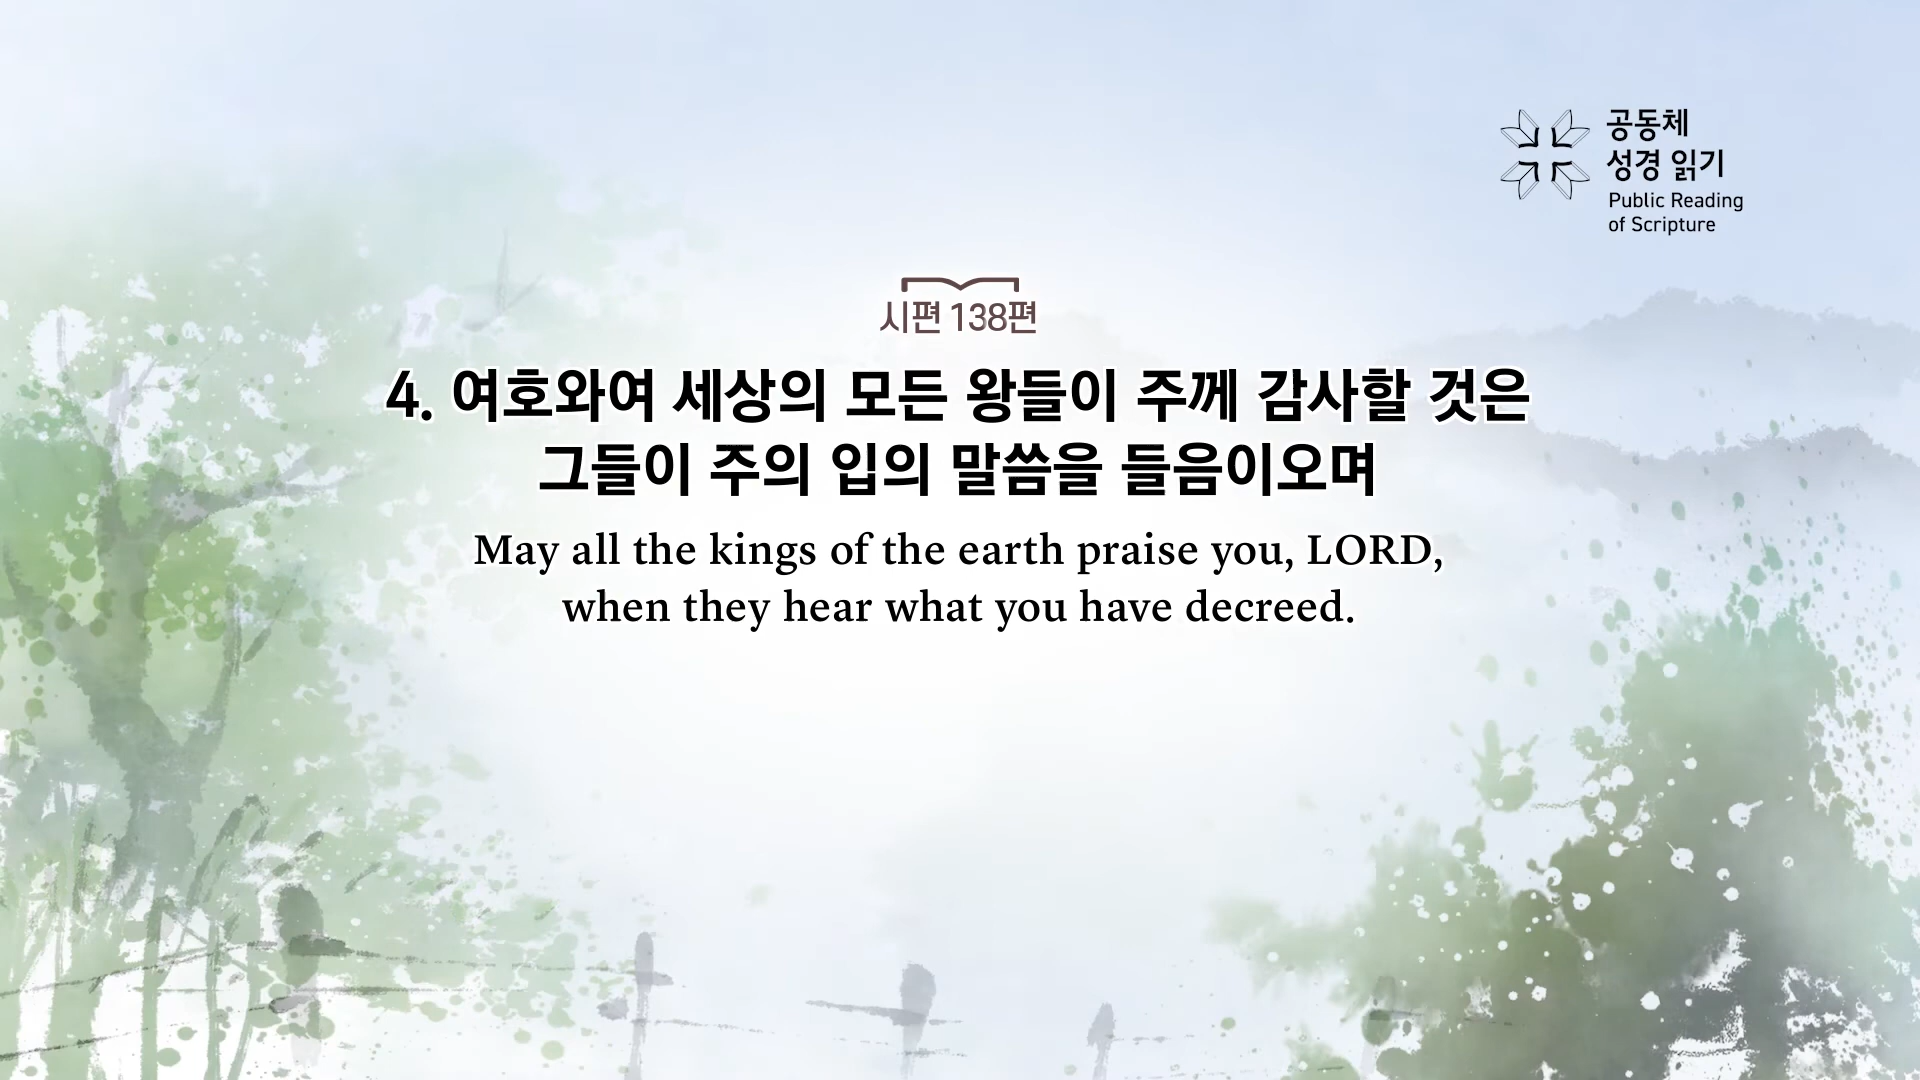 공동체
성경 읽기
Public Reading
of Scripture
시편 138편
4. 여호와여 세상의 모든 왕들이 주께 감사할 것은
그들이 주의 입의 말씀을 들음이오며
May all the kings of the earth praise you, LORD,
when they hear what you have decreed.